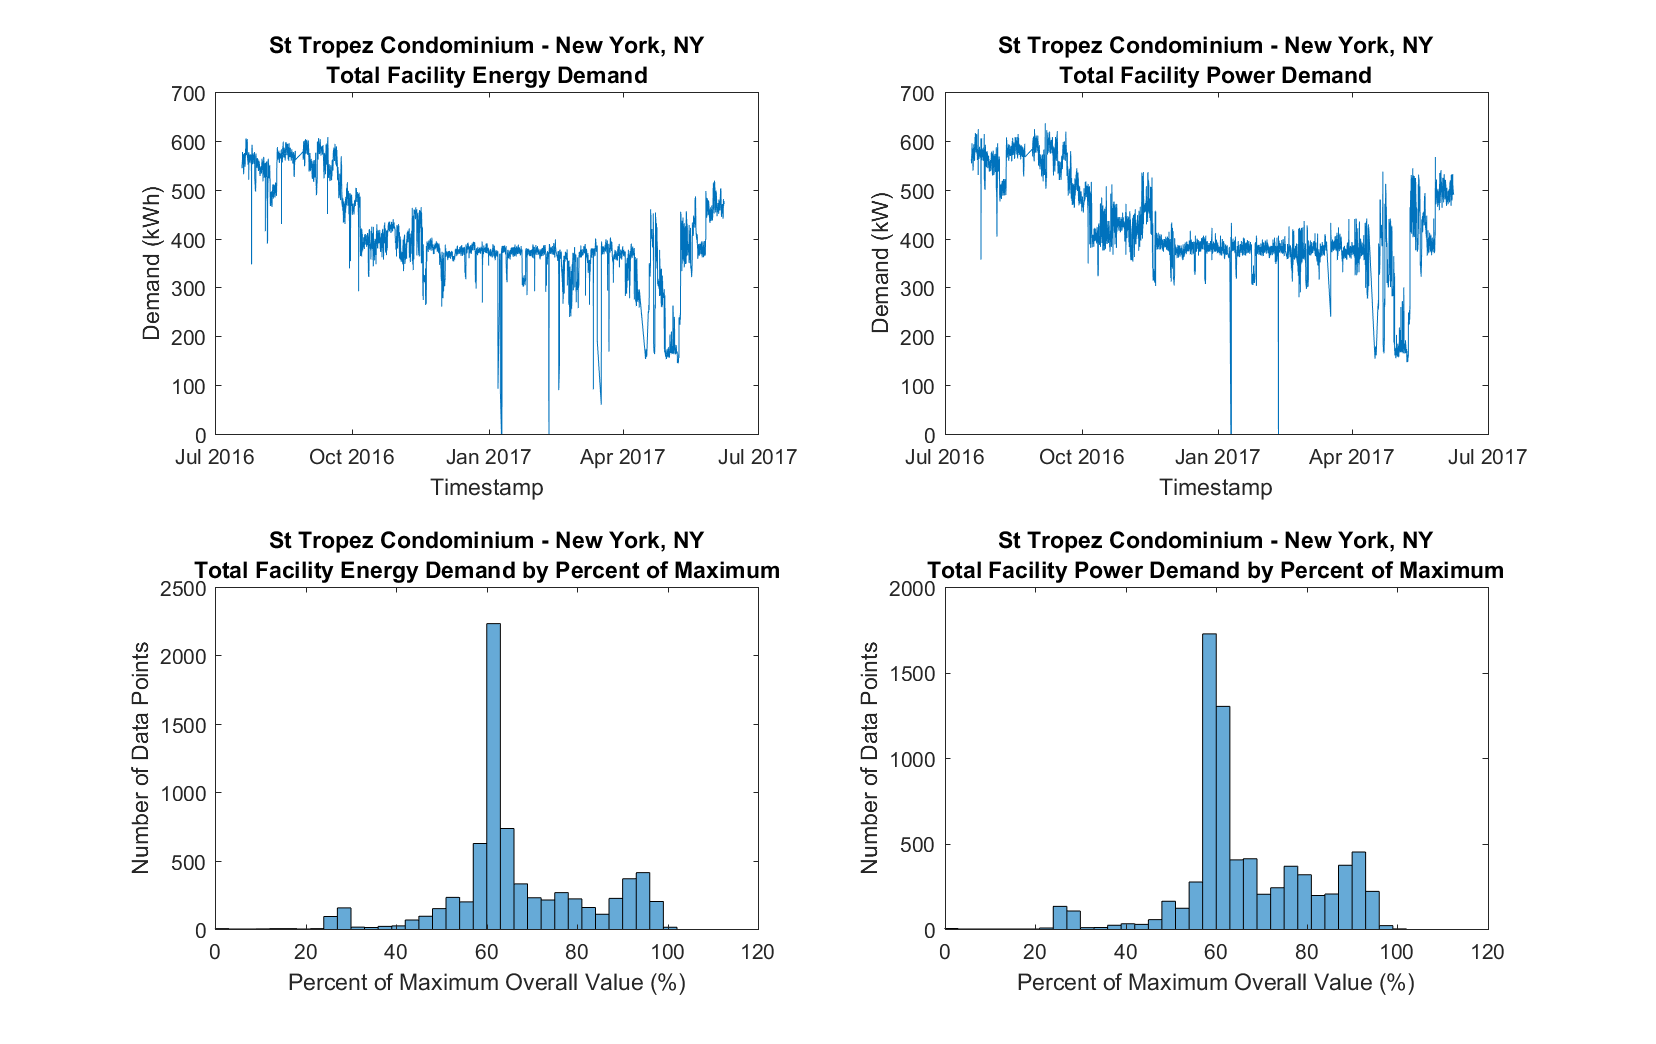 St Tropez Condominium - New York, NY
Total Facility Energy Demand
700
600
500
400
300
200
100
0
Demand (kWh)
Jul 2016 Oct 2016 Jan 2017 Apr 2017 Jul 2017
Timestamp
St Tropez Condominium - New York, NY
Total Facility Power Demand
700
600
500
400
300
200
100
0
Demand (kW)
Jul 2016 Oct 2016 Jan 2017 Apr 2017 Jul 2017
Timestamp
St Tropez Condominium - New York, NY
Total Facility Energy Demand by Percent of Maximum
2500
2000
1500
1000
500
0
Number of Data Points
0 20 40 60 80 100 120
Percent of Maximum Overall Value (%)
St Tropez Condominium - New York, NY
Total Facility Power Demand by Percent of Maximum
2000
1500
1000
500
0
Number of Data Points
0 20 40 60 80 100 120
Percent of Maximum Overall Value (%)